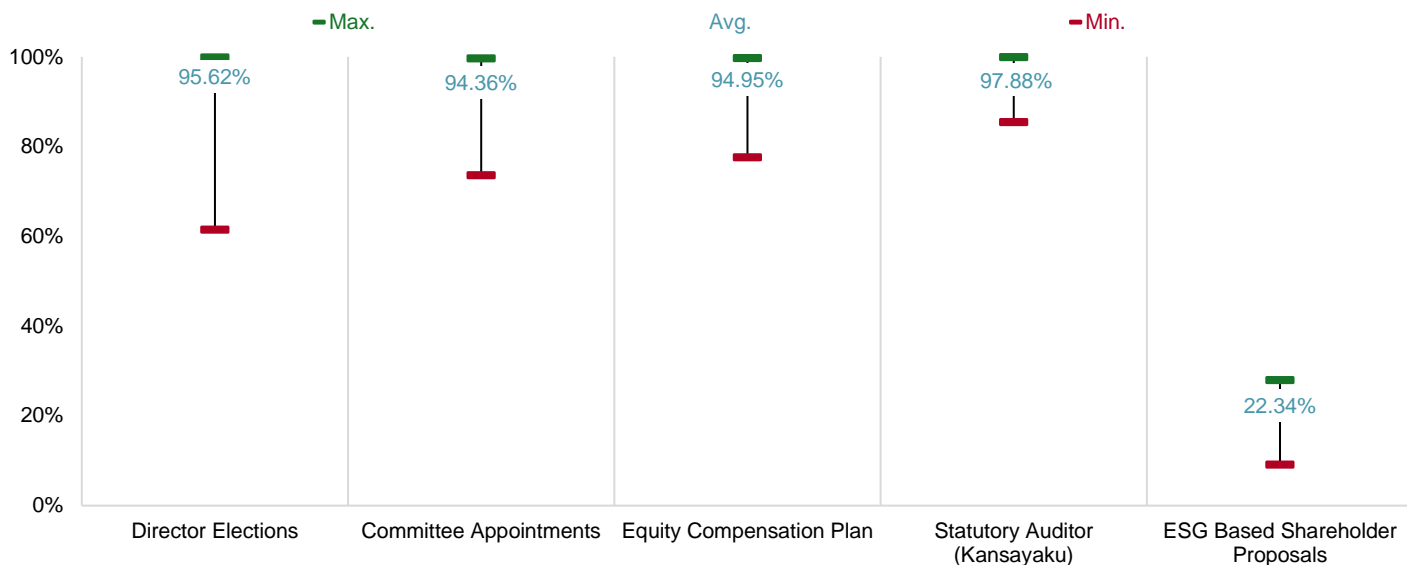 Max.
Avg.
Min.
100%
80%
60%
40%
20%
0%
95.62%
94.36%
94.95%
97.88%
22.34%
Director Elections
Committee Appointments
Equity Compensation Plan
Statutory Auditor
(Kansayaku)
ESG Based Shareholder
Proposals